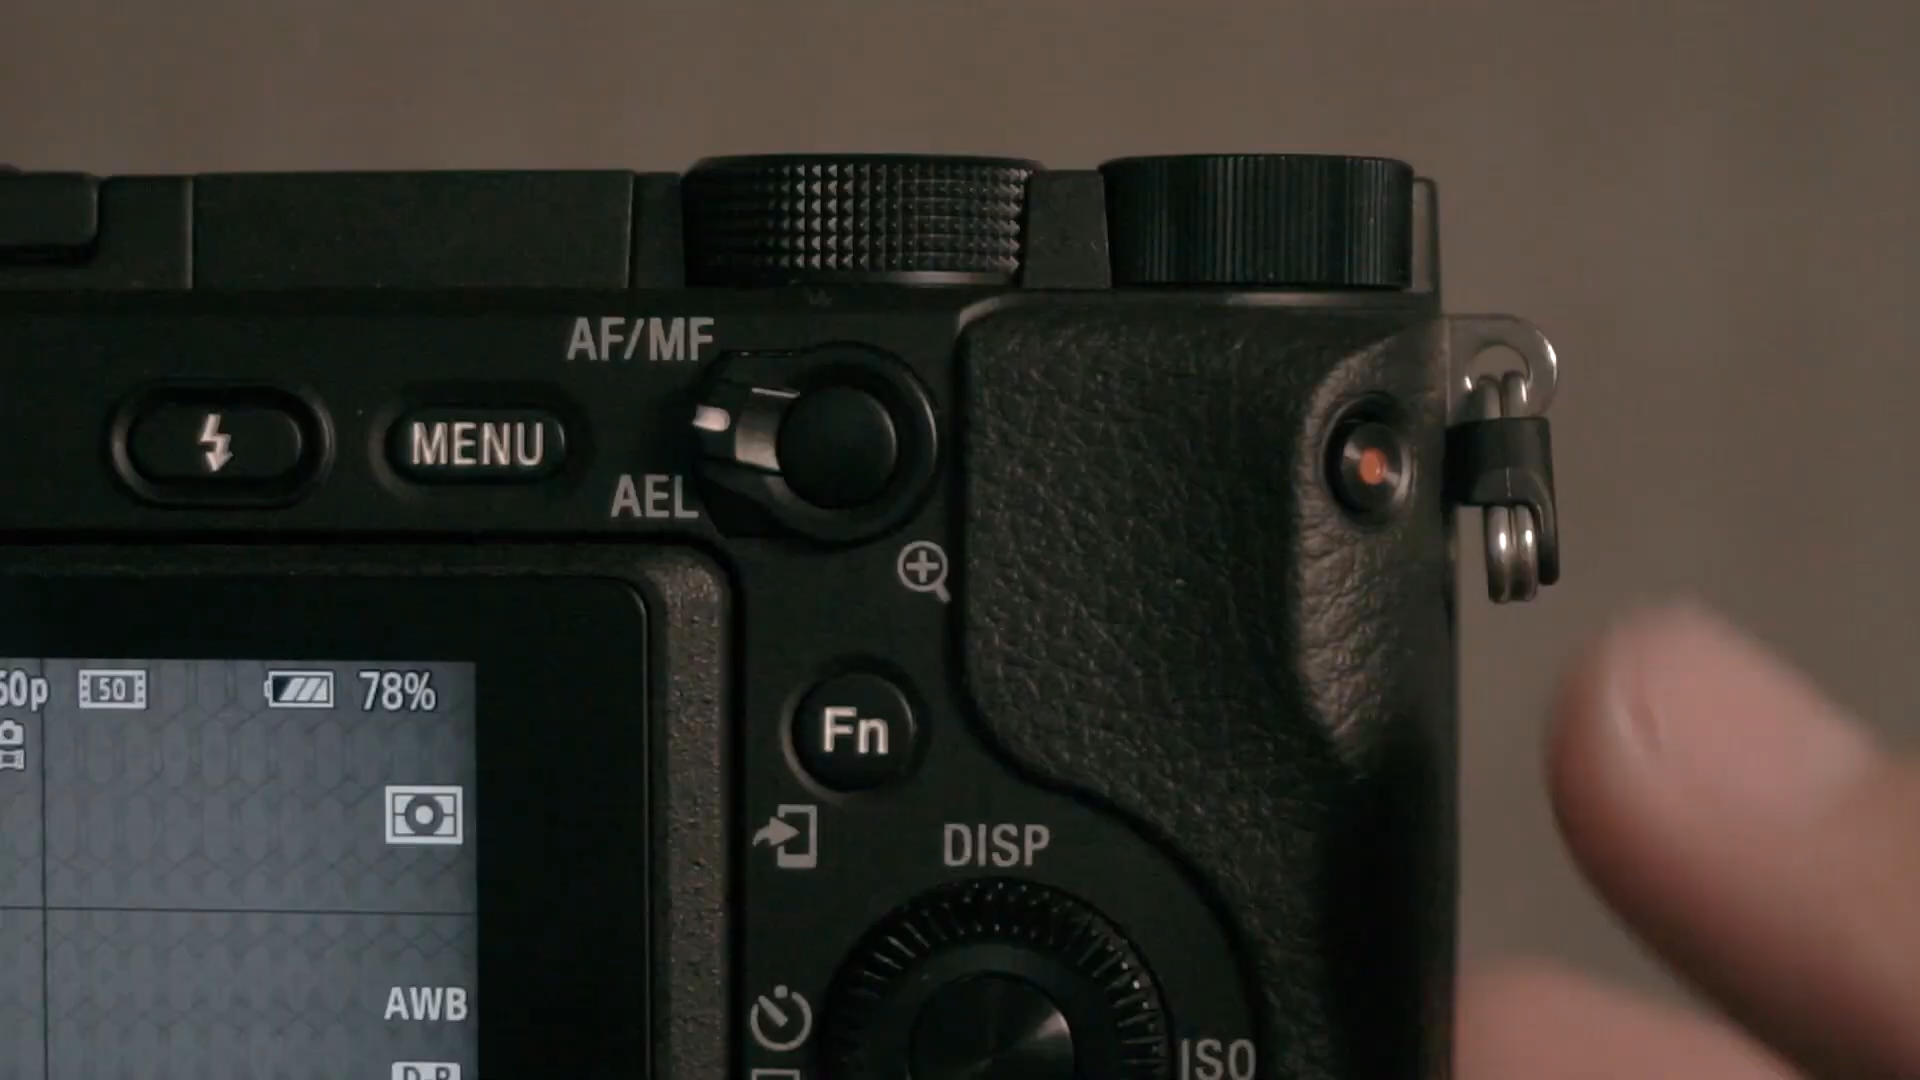 AF/MF
MENU
AEL
60p 50 78%
Fn
DISP
AWB
ISO